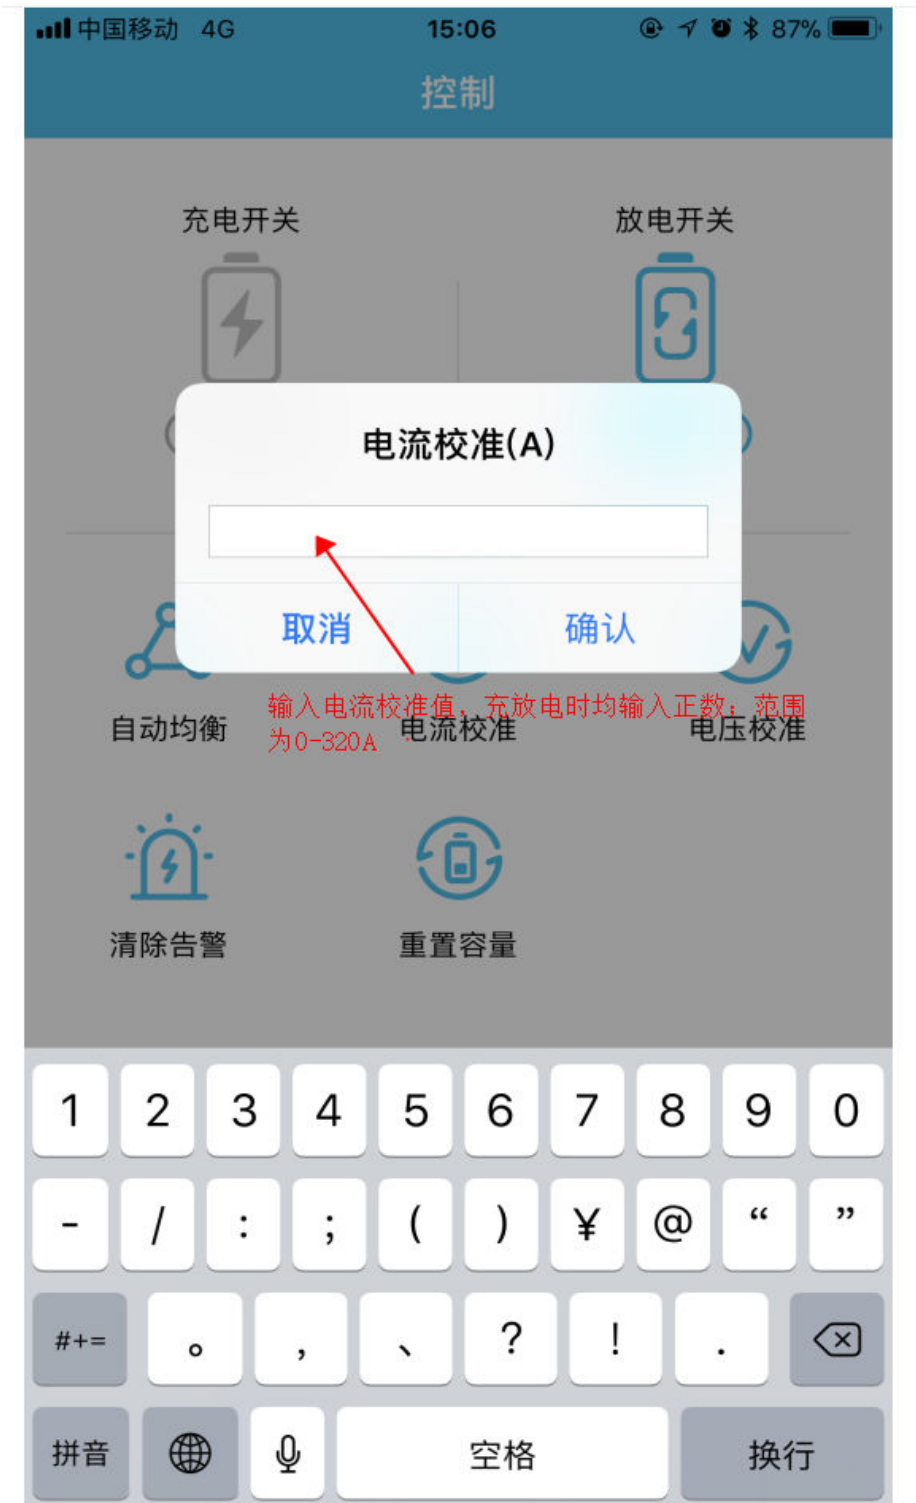 中国移动 4G 15:06 87%
控制
充电开关 放电开关
电流校准(A)
取消 确认
输入电流校准值，充放电时均输入正数；范围
为0-320A
自动均衡 电流校准 电压校准
清除告警 重置容量
1 2 3 4 5 6 7 8 9 0
- / : ; ( ) ¥ @ “ ”
#+= 。 , 、 ? ! .
拼音 空格 换行